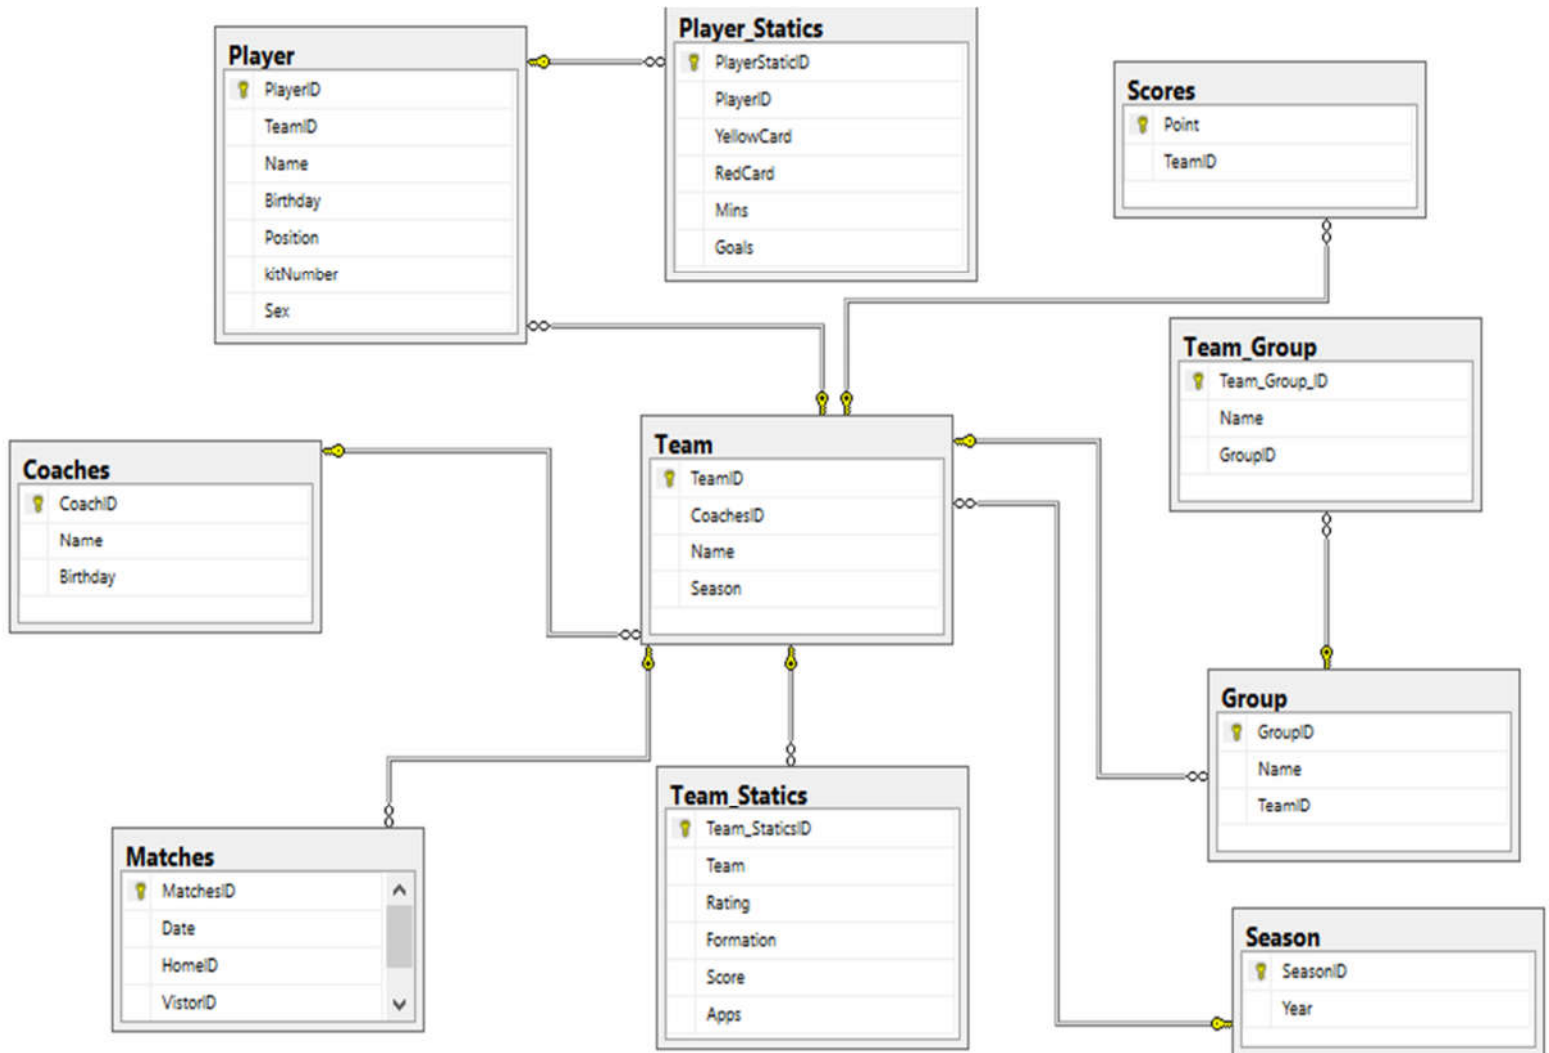 Player
PlayerID
TeamID
Name
Birthday
Position
kitNumber
Sex
Player_Statics
PlayerStaticID
PlayerID
YellowCard
RedCard
Mins
Goals
Scores
Point
TeamID
Team_Group
Team_Group_ID
Name
GroupID
Coaches
CoachID
Name
Birthday
Team
TeamID
CoachesID
Name
Season
Group
GroupID
Name
TeamID
Matches
MatchesID
Date
HomeID
VistorID
Team_Statics
Team_StaticsID
Team
Rating
Formation
Score
Apps
Season
SeasonID
Year